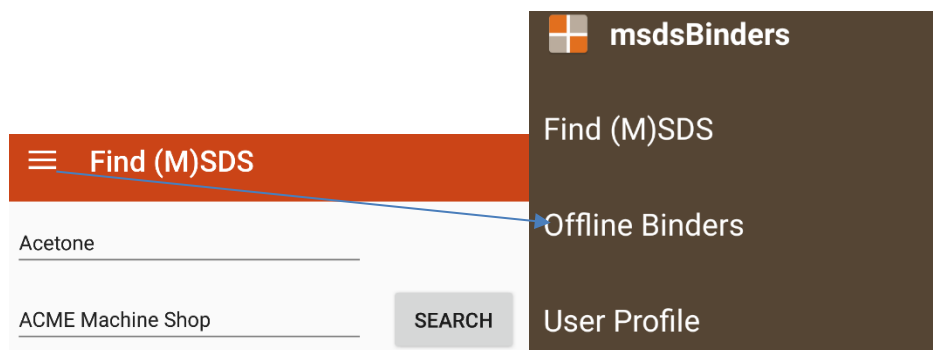 Find (M)SDS
Acetone
ACME Machine Shop
SEARCH
msdsBinders
Find (M)SDS
Offline Binders
User Profile